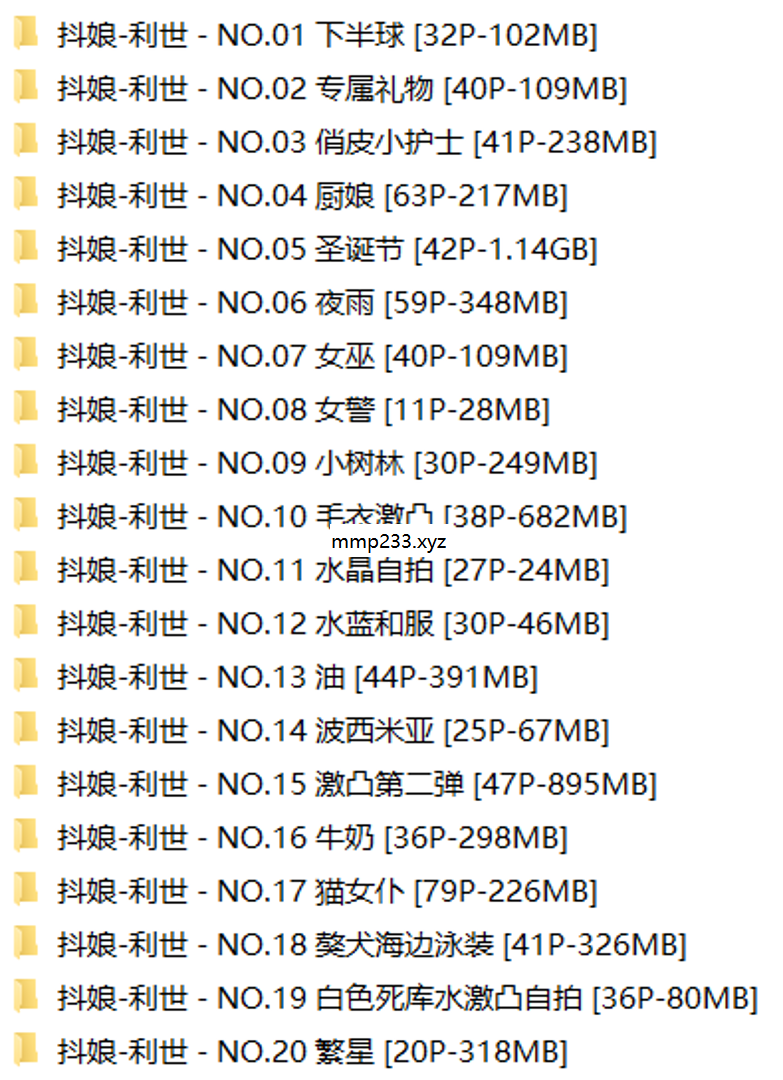 抖娘-利世 - NO.01 下半球 [32P-102MB]
抖娘-利世 - NO.02 专属礼物 [40P-109MB]
抖娘-利世 - NO.03 俏皮小护士 [41P-238MB]
抖娘-利世 - NO.04 厨娘 [63P-217MB]
抖娘-利世 - NO.05 圣诞节 [42P-1.14GB]
抖娘-利世 - NO.06 夜雨 [59P-348MB]
抖娘-利世 - NO.07 女巫 [40P-109MB]
抖娘-利世 - NO.08 女警 [11P-28MB]
抖娘-利世 - NO.09 小树林 [30P-249MB]
抖娘-利世 - NO.10 毛衣激凸 [38P-682MB]
mmp233.xyz
抖娘-利世 - NO.11 水晶自拍 [27P-24MB]
抖娘-利世 - NO.12 水蓝和服 [30P-46MB]
抖娘-利世 - NO.13 油 [44P-391MB]
抖娘-利世 - NO.14 波西米亚 [25P-67MB]
抖娘-利世 - NO.15 激凸第二弹 [47P-895MB]
抖娘-利世 - NO.16 牛奶 [36P-298MB]
抖娘-利世 - NO.17 猫女仆 [79P-226MB]
抖娘-利世 - NO.18 獒犬海边泳装 [41P-326MB]
抖娘-利世 - NO.19 白色死库水激凸自拍 [36P-80MB]
抖娘-利世 - NO.20 繁星 [20P-318MB]